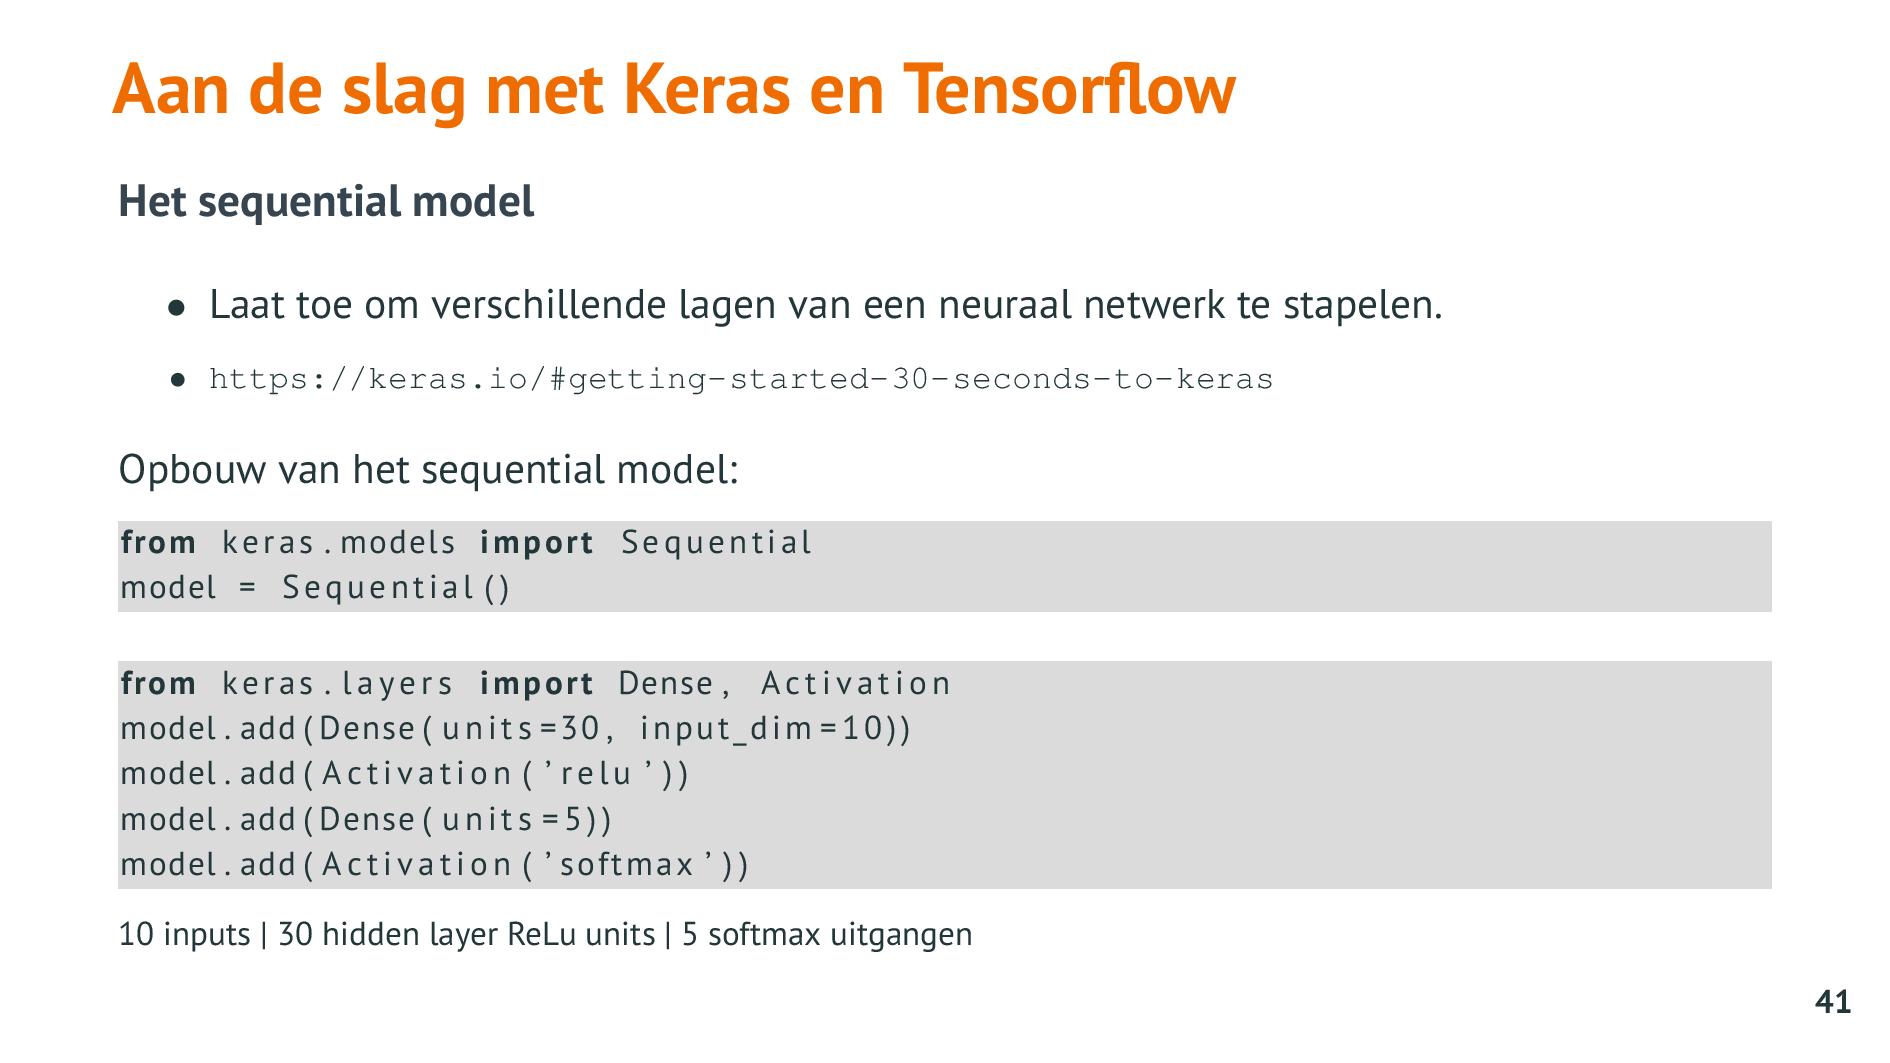 Aan de slag met Keras en Tensorflow
Het sequential model
• Laat toe om verschillende lagen van een neuraal netwerk te stapelen.
• https://keras.io/#getting-started-30-seconds-to-keras
Opbouw van het sequential model:
from keras.models import Sequential
model = Sequential()
from keras.layers import Dense, Activation
model.add(Dense(units=30, input_dim=10))
model.add(Activation(’relu’))
model.add(Dense(units=5))
model.add(Activation(’softmax’))
10 inputs | 30 hidden layer ReLu units | 5 softmax uitgangen
41